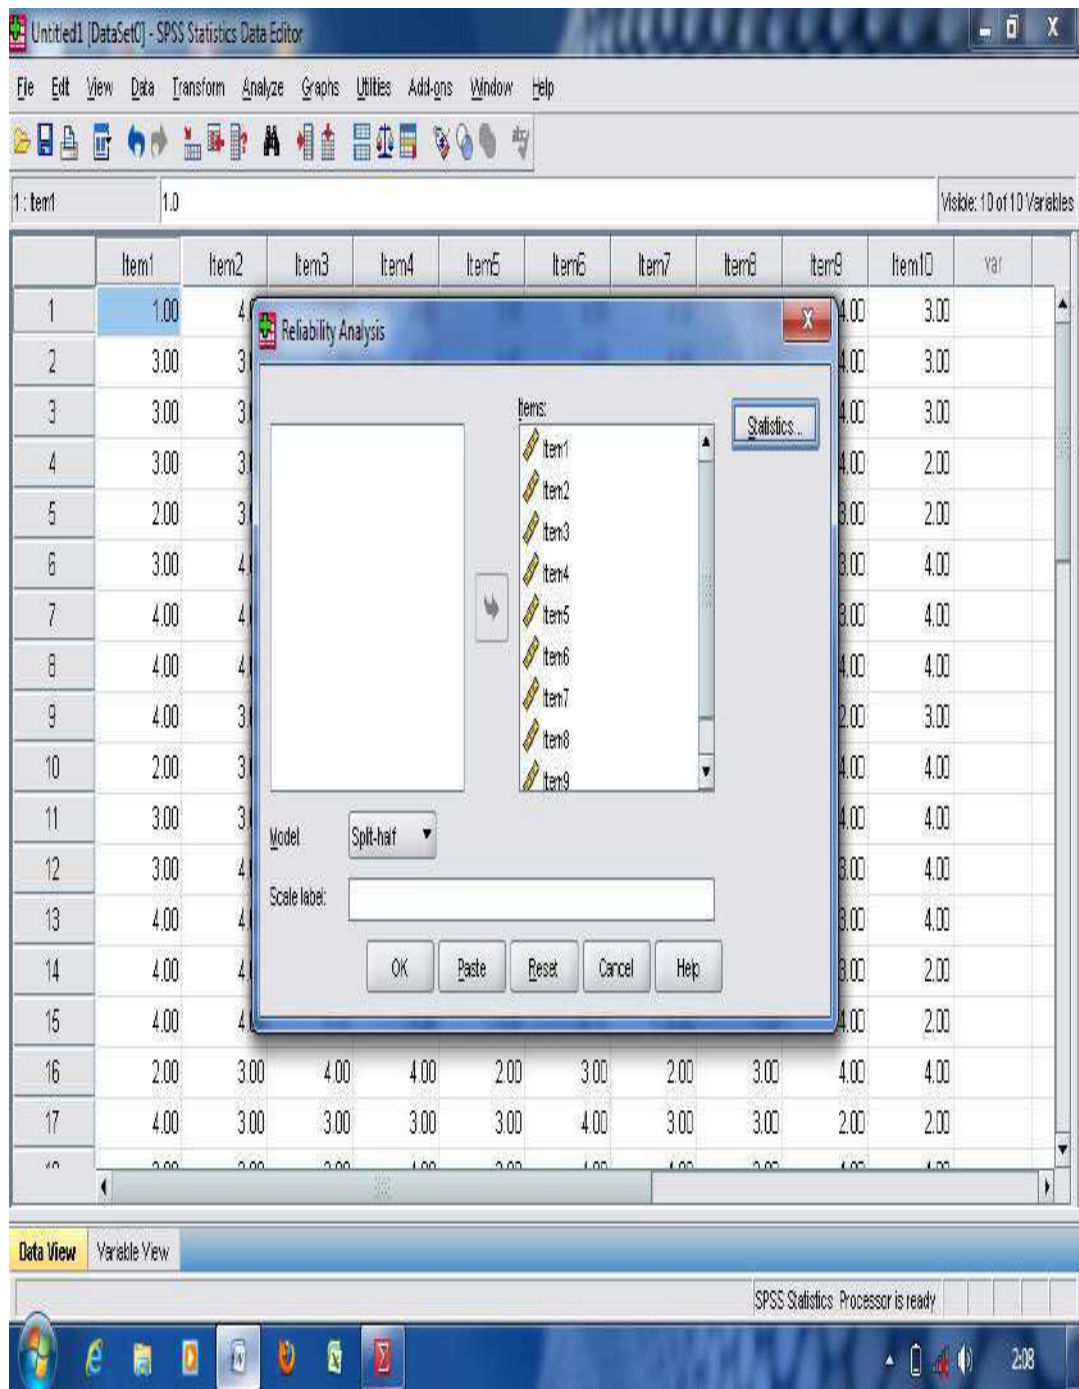 Untitled1 [DataSet0] - SPSS Statistics Data Editor
File Edit View Data Transform Analyze Graphs Utilities Add-ons Window Help
1 : Item1 1.0 Visible: 10 of 10 Variables
Item1 Item2 Item3 Item4 Item5 Item6 Item7 Item8 Item9 Item10 var
1 1.00 4.00 3.00
2 3.00 4.00 3.00
3 3.00 4.00 3.00
4 3.00 4.00 2.00
5 2.00 3.00 2.00
6 3.00 3.00 4.00
7 4.00 3.00 4.00
8 4.00 4.00 4.00
9 4.00 2.00 3.00
10 2.00 4.00 4.00
11 3.00 4.00 4.00
12 3.00 3.00 4.00
13 4.00 3.00 4.00
14 4.00 3.00 2.00
15 4.00 4.00 2.00
16 2.00 3.00 4.00 4.00 2.00 3.00 2.00 3.00 4.00 4.00
17 4.00 3.00 3.00 3.00 3.00 4.00 3.00 3.00 2.00 2.00
Reliability Analysis
Items:
Statistics...
Item1
Item2
Item3
Item4
Item5
Item6
Item7
Item8
Item9
Model: Split-half
Scale label:
OK Paste Reset Cancel Help
Data View Variable View
SPSS Statistics Processor is ready
2:08